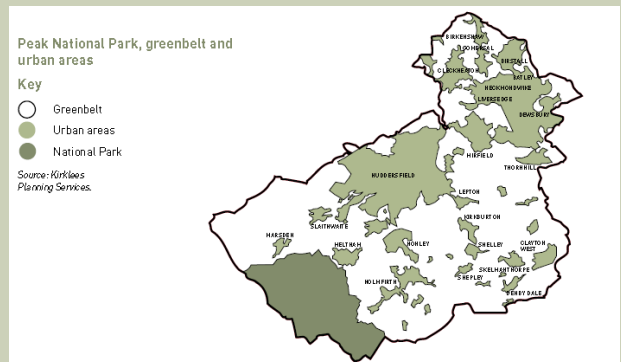 Peak National Park, greenbelt and
urban areas
Key
Greenbelt
Urban areas
National Park
Source: Kirklees
Planning Services.
BIRKENSHAW
GOMERSAL
BIRSTALL
CLECKHEATON
BATLEY
HECKMONDWIKE
LIVERSEDGE
DEWSBURY
MIRFIELD
THORNHILL
HUDDERSFIELD
LEPTON
KIRKBURTON
SLAITHWAITE
MARSDEN
MELTHAM
HONLEY
SHELLEY
CLAYTON
WEST
SKELMANTHORPE
SHEPLEY
HOLMFIRTH
DENBY DALE